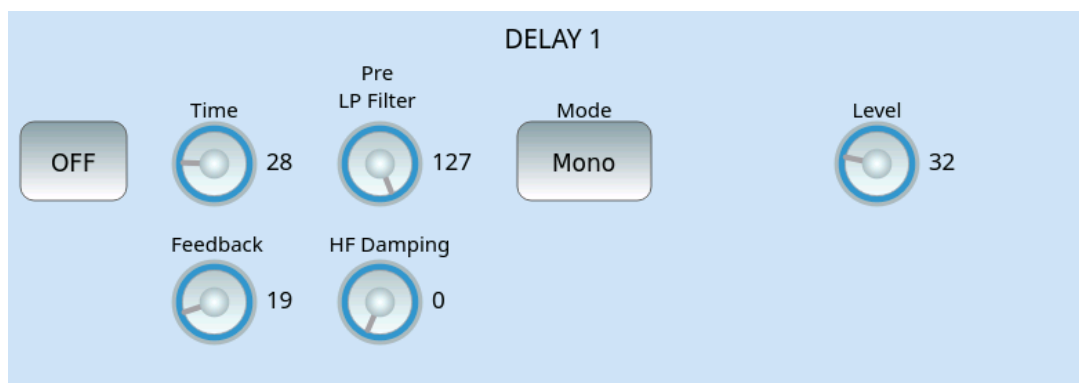 DELAY 1
Pre
Time LP Filter Mode Level
OFF 28 127 Mono 32
Feedback HF Damping
19 0